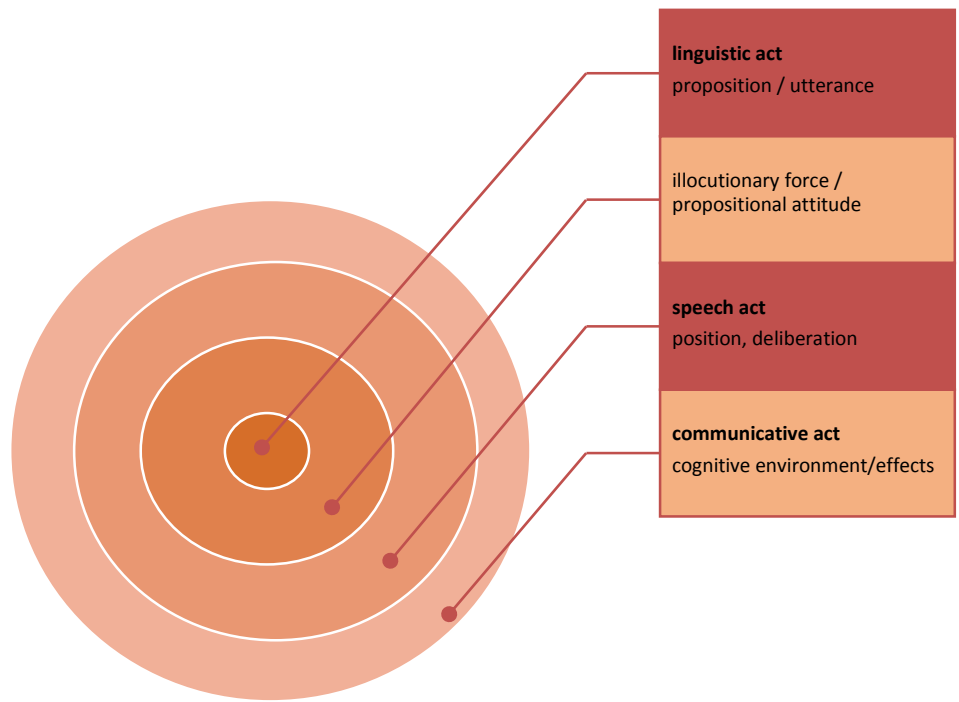 linguistic act
proposition / utterance
illocutionary force /
propositional attitude
speech act
position, deliberation
communicative act
cognitive environment/effects